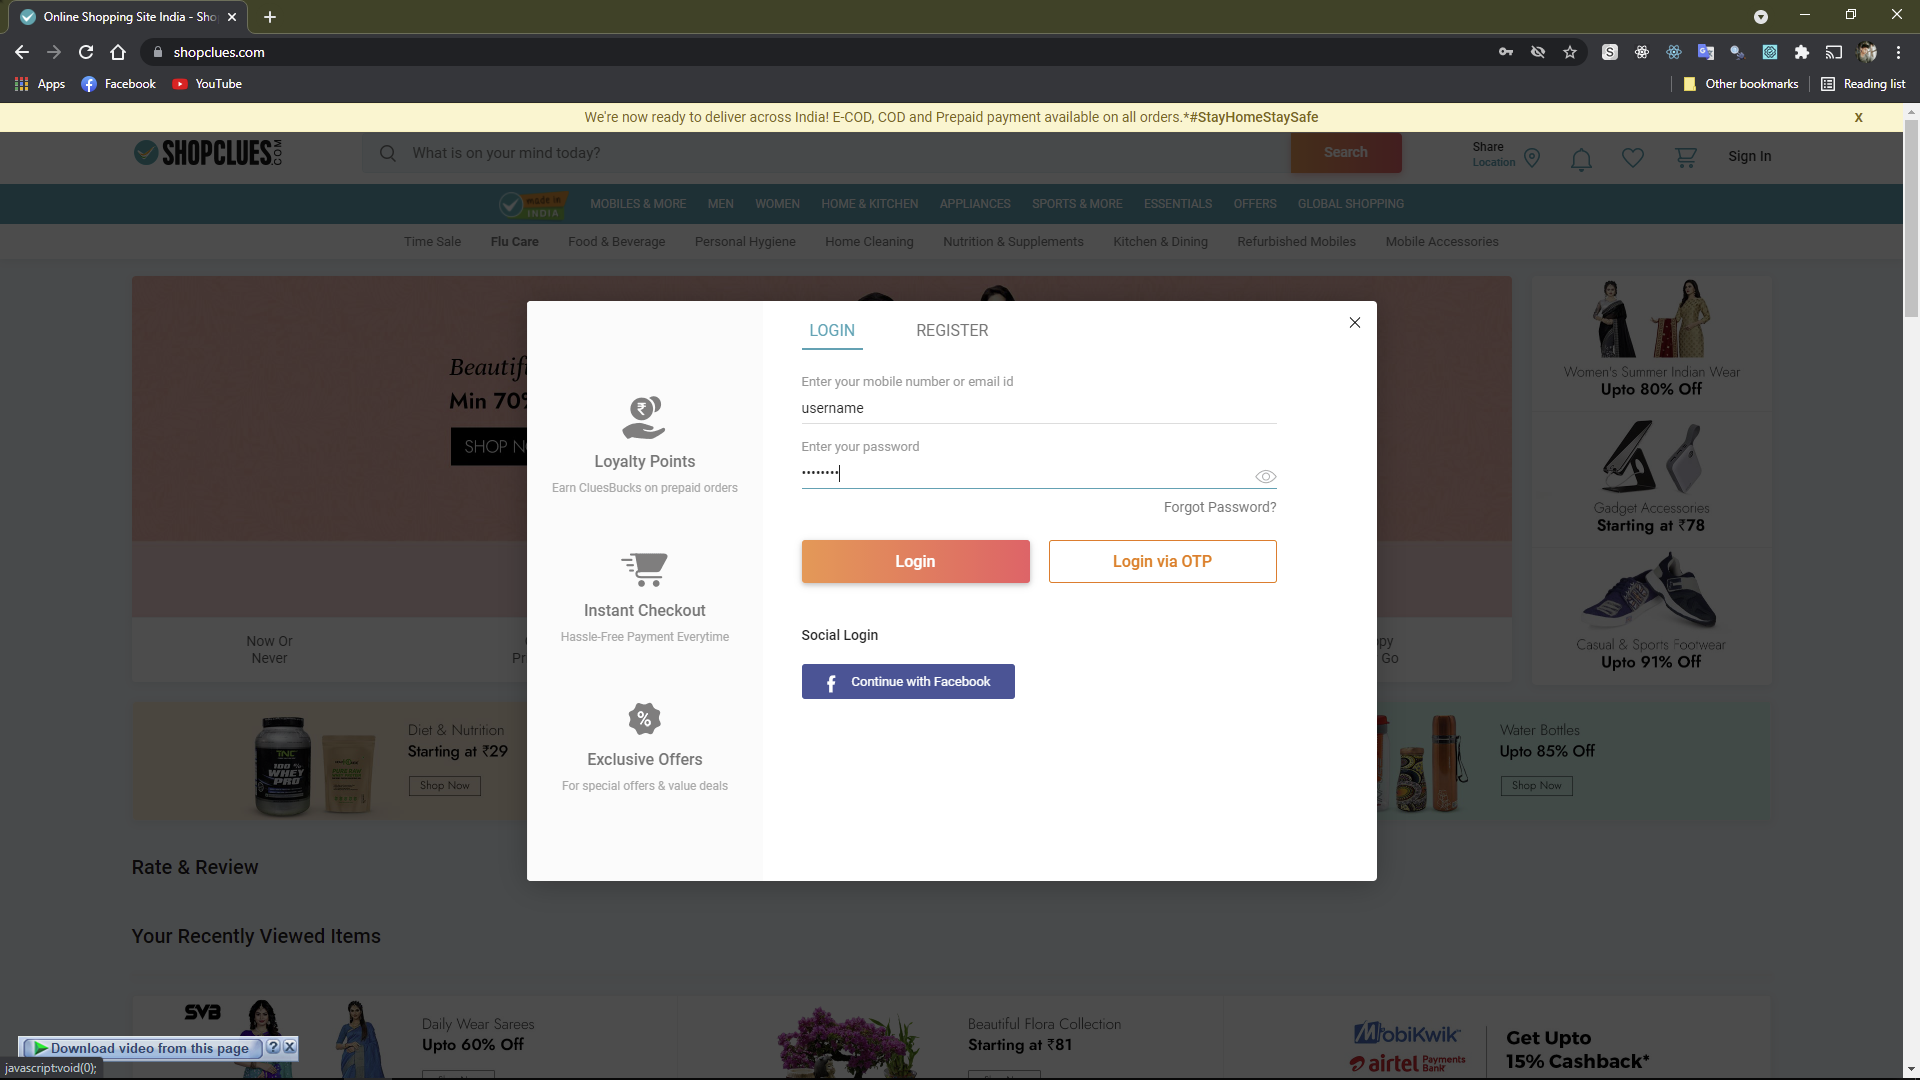 Online Shopping Site India - Sho
shopclues.com
Apps
Facebook
YouTube
Other bookmarks
Reading list
We're now ready to deliver across India! E-COD, COD and Prepaid payment available on all orders.*#StayHomeStaySafe
X
SHOPCLUES.COM
What is on your mind today?
Search
Share
Location
Sign In
made in
INDIA
MOBILES & MORE
MEN
WOMEN
HOME & KITCHEN
APPLIANCES
SPORTS & MORE
ESSENTIALS
OFFERS
GLOBAL SHOPPING
Time Sale
Flu Care
Food & Beverage
Personal Hygiene
Home Cleaning
Nutrition & Supplements
Kitchen & Dining
Refurbished Mobiles
Mobile Accessories
Min 70%
Now Or
Never
Go
LOGIN
REGISTER
Enter your mobile number or email id
username
Enter your password
••••••••
Forgot Password?
Login
Login via OTP
Social Login
Continue with Facebook
Loyalty Points
Earn CluesBucks on prepaid orders
Instant Checkout
Hassle-Free Payment Everytime
%
Exclusive Offers
For special offers & value deals
Women's Summer Indian Wear
Upto 80% Off
Gadget Accessories
Starting at ₹78
Casual & Sports Footwear
Upto 91% Off
TNC
100%
WHEY
PRO
Diet & Nutrition
Starting at ₹29
Shop Now
Water Bottles
Upto 85% Off
Shop Now
Rate & Review
Your Recently Viewed Items
SVB
Daily Wear Sarees
Upto 60% Off
Beautiful Flora Collection
Starting at ₹81
MobiKwik
airtel Payments Bank
Get Upto
15% Cashback*
Download video from this page
?
javascript:void(0);